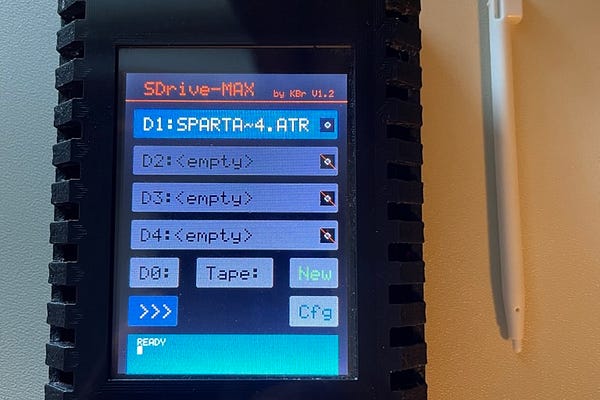 SDrive-MAX by KBr V1.2
D1:SPARTA~4.ATR
D2:<empty>
D3:<empty>
D4:<empty>
D0: Tape: New
>>> Cfg
READY